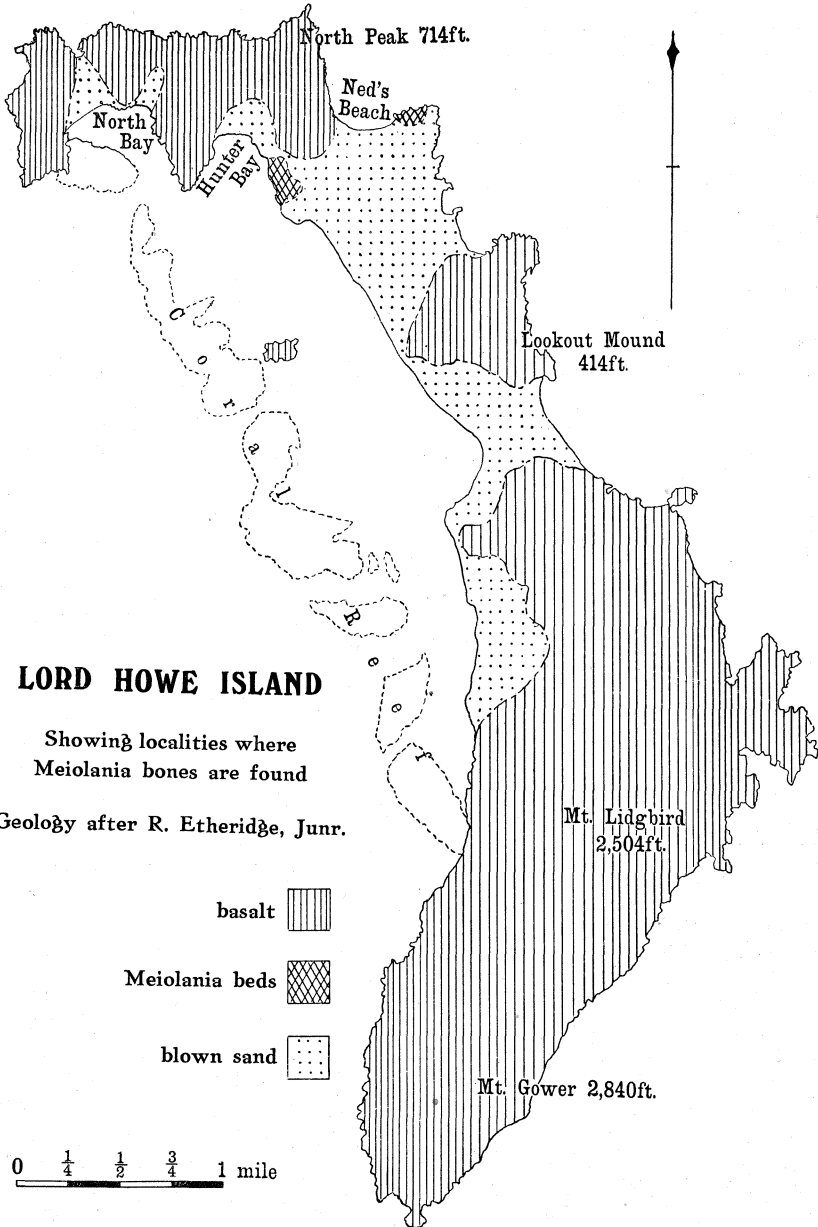 North Peak 714ft.
Ned's
Beach
North
Bay
Hunter
Bay
Coral Reef
Lookout Mound
414ft.
LORD HOWE ISLAND
Showing localities where
Meiolania bones are found
Geology after R. Etheridge, Junr.
Mt. Lidgbird
2,504ft.
basalt
Meiolania beds
blown sand
Mt. Gower 2,840ft.
0 1/4 1/2 3/4 1 mile